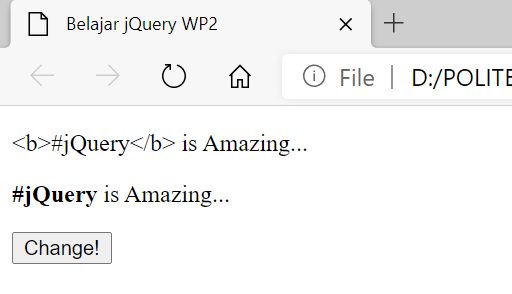 Belajar jQuery WP2
File | D:/POLITE
<b>#jQuery</b> is Amazing...
#jQuery is Amazing...
Change!